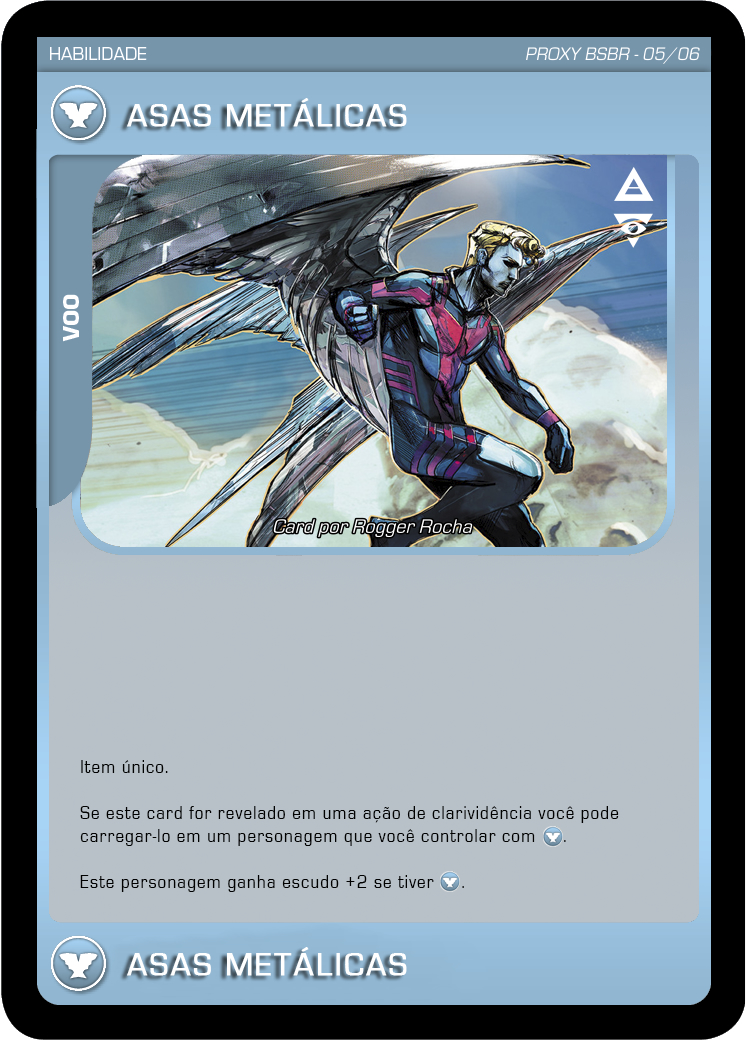 HABILIDADE
PROXY BSBR - 05/06
ASAS METÁLICAS
VOO
Card por Rogger Rocha
Item único.
Se este card for revelado em uma ação de clarividência você pode
carregar-lo em um personagem que você controlar com .
Este personagem ganha escudo +2 se tiver .
ASAS METÁLICAS